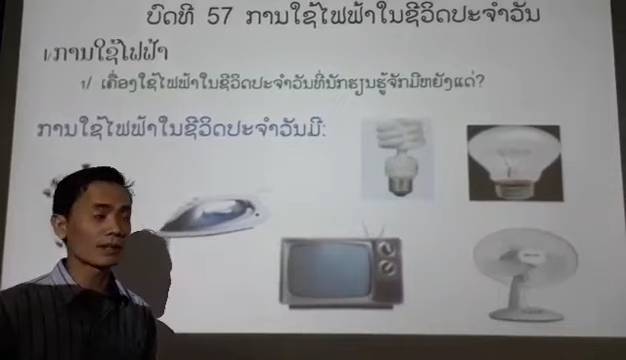 ບົດທີ 57 ການໃຊ້ໄຟຟ້າໃນຊີວິດປະຈຳວັນ
I/ການໃຊ້ໄຟຟ້າ
1/ ເຄື່ອງໃຊ້ໄຟຟ້າໃນຊີວິດປະຈຳວັນທີ່ນັກຮຽນຮູ້ຈັກມີຫຍັງແດ່?
ການໃຊ້ໄຟຟ້າໃນຊີວິດປະຈຳວັນມີ: